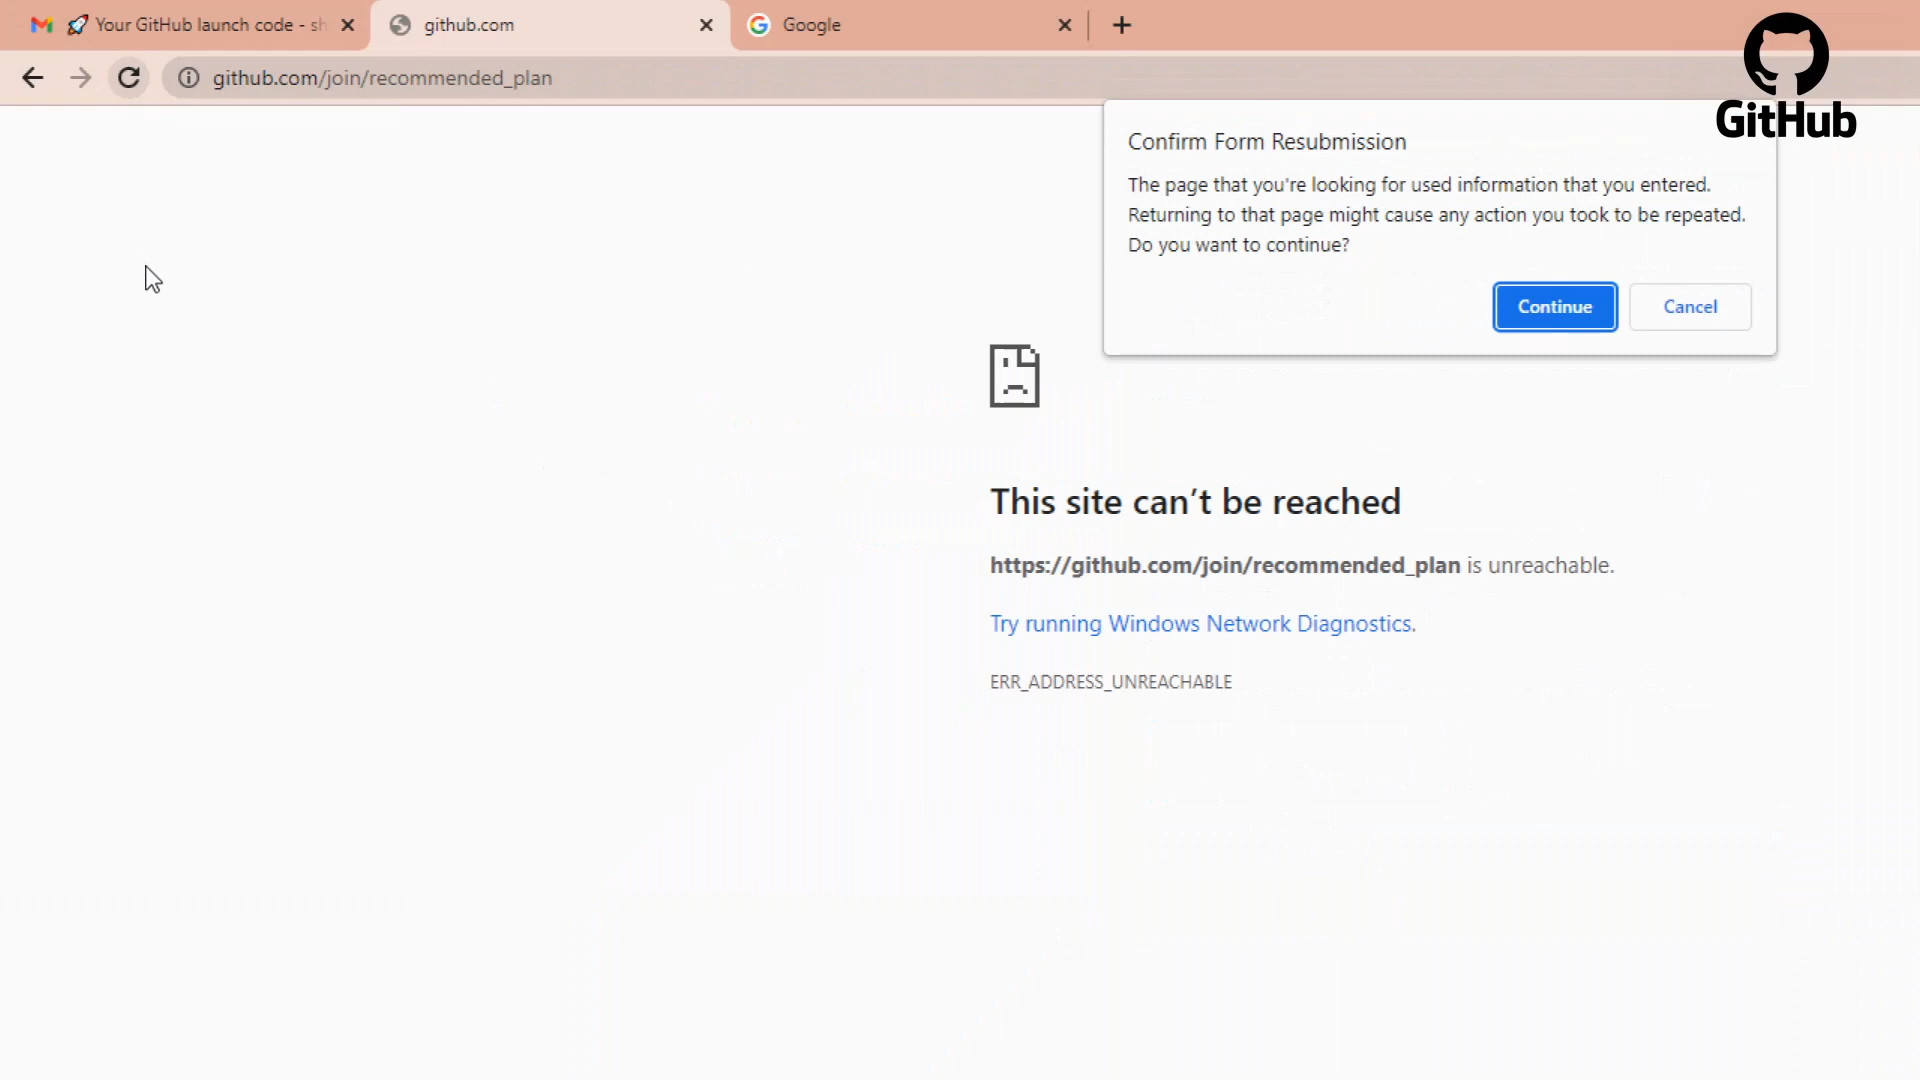 🚀 Your GitHub launch code - sh
github.com
Google
github.com/join/recommended_plan
GitHub
Confirm Form Resubmission
The page that you're looking for used information that you entered.
Returning to that page might cause any action you took to be repeated.
Do you want to continue?
Continue
Cancel
This site can’t be reached
https://github.com/join/recommended_plan is unreachable.
Try running Windows Network Diagnostics.
ERR_ADDRESS_UNREACHABLE